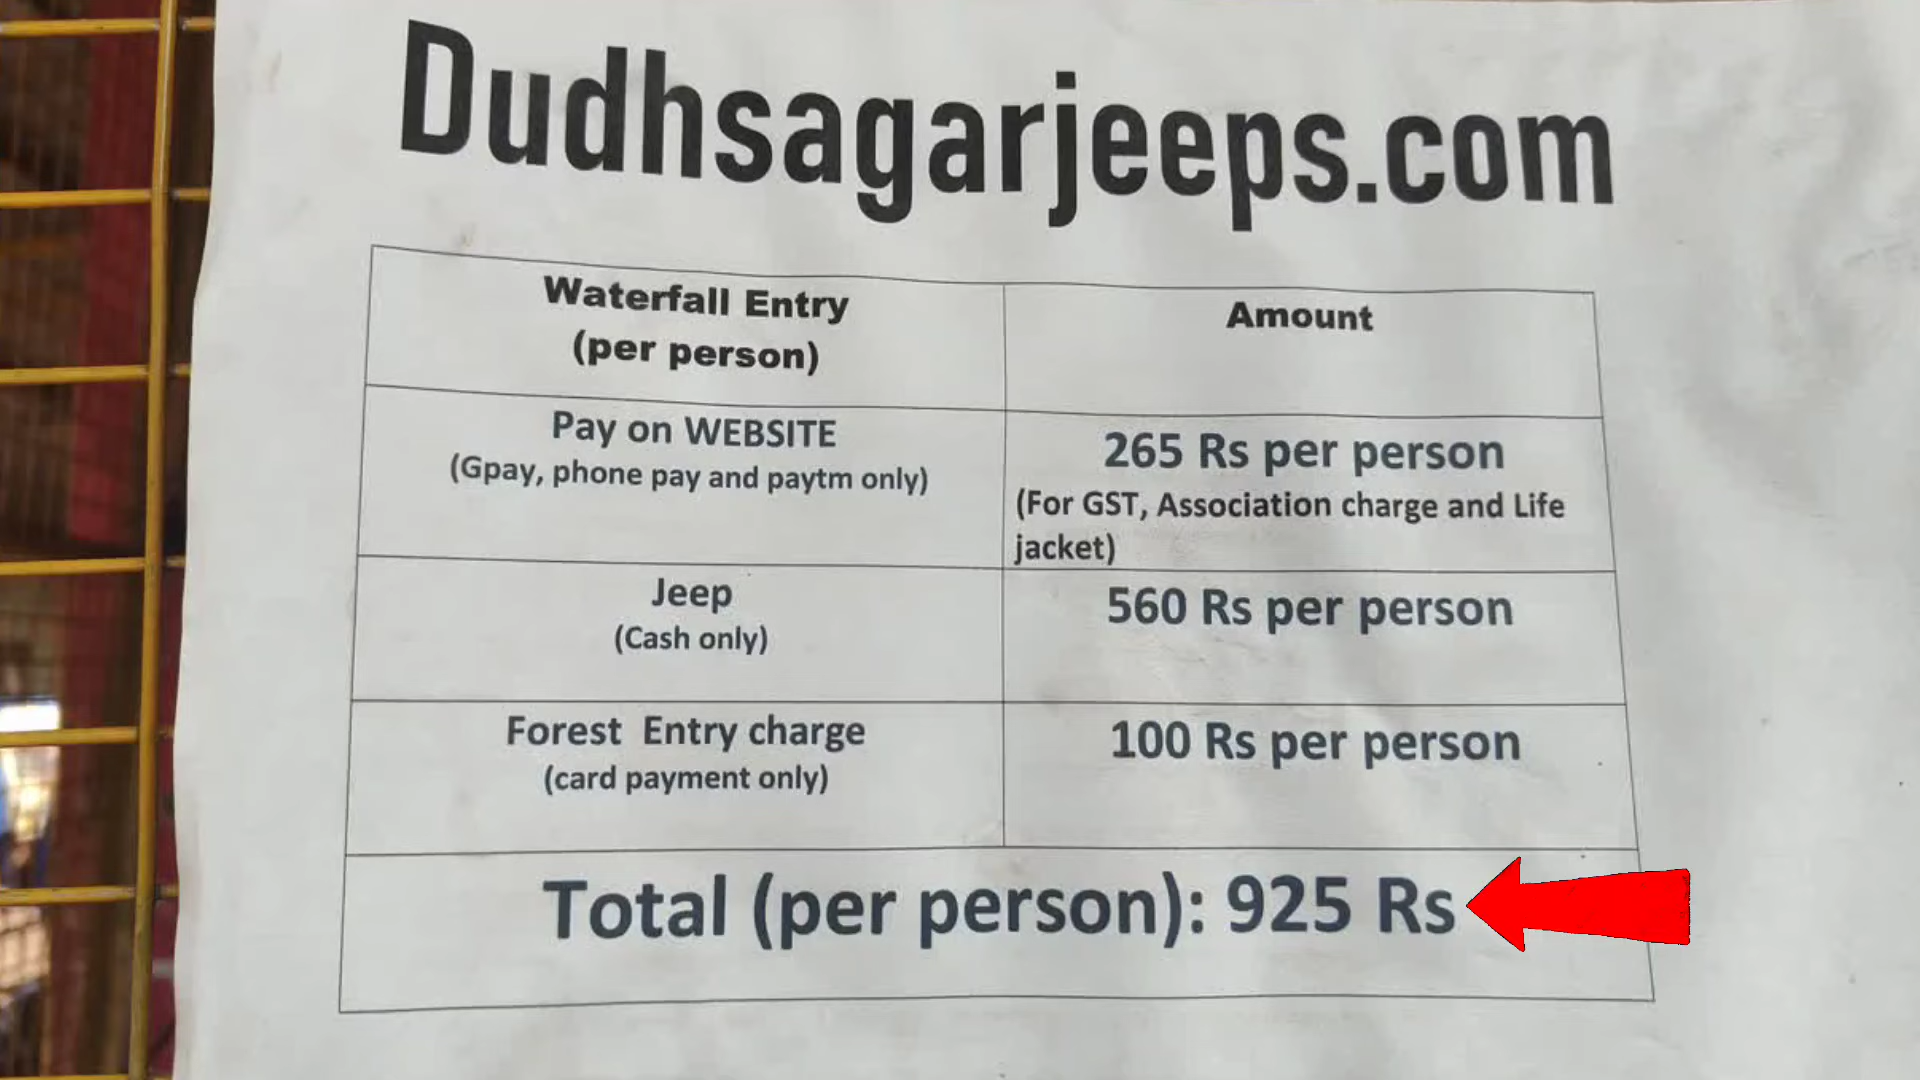 Dudhsagarjeeps.com
Waterfall Entry
(per person)
Amount
Pay on WEBSITE
(Gpay, phone pay and paytm only)
265 Rs per person
(For GST, Association charge and Life
jacket)
Jeep
(Cash only)
560 Rs per person
Forest Entry charge
(card payment only)
100 Rs per person
Total (per person): 925 Rs